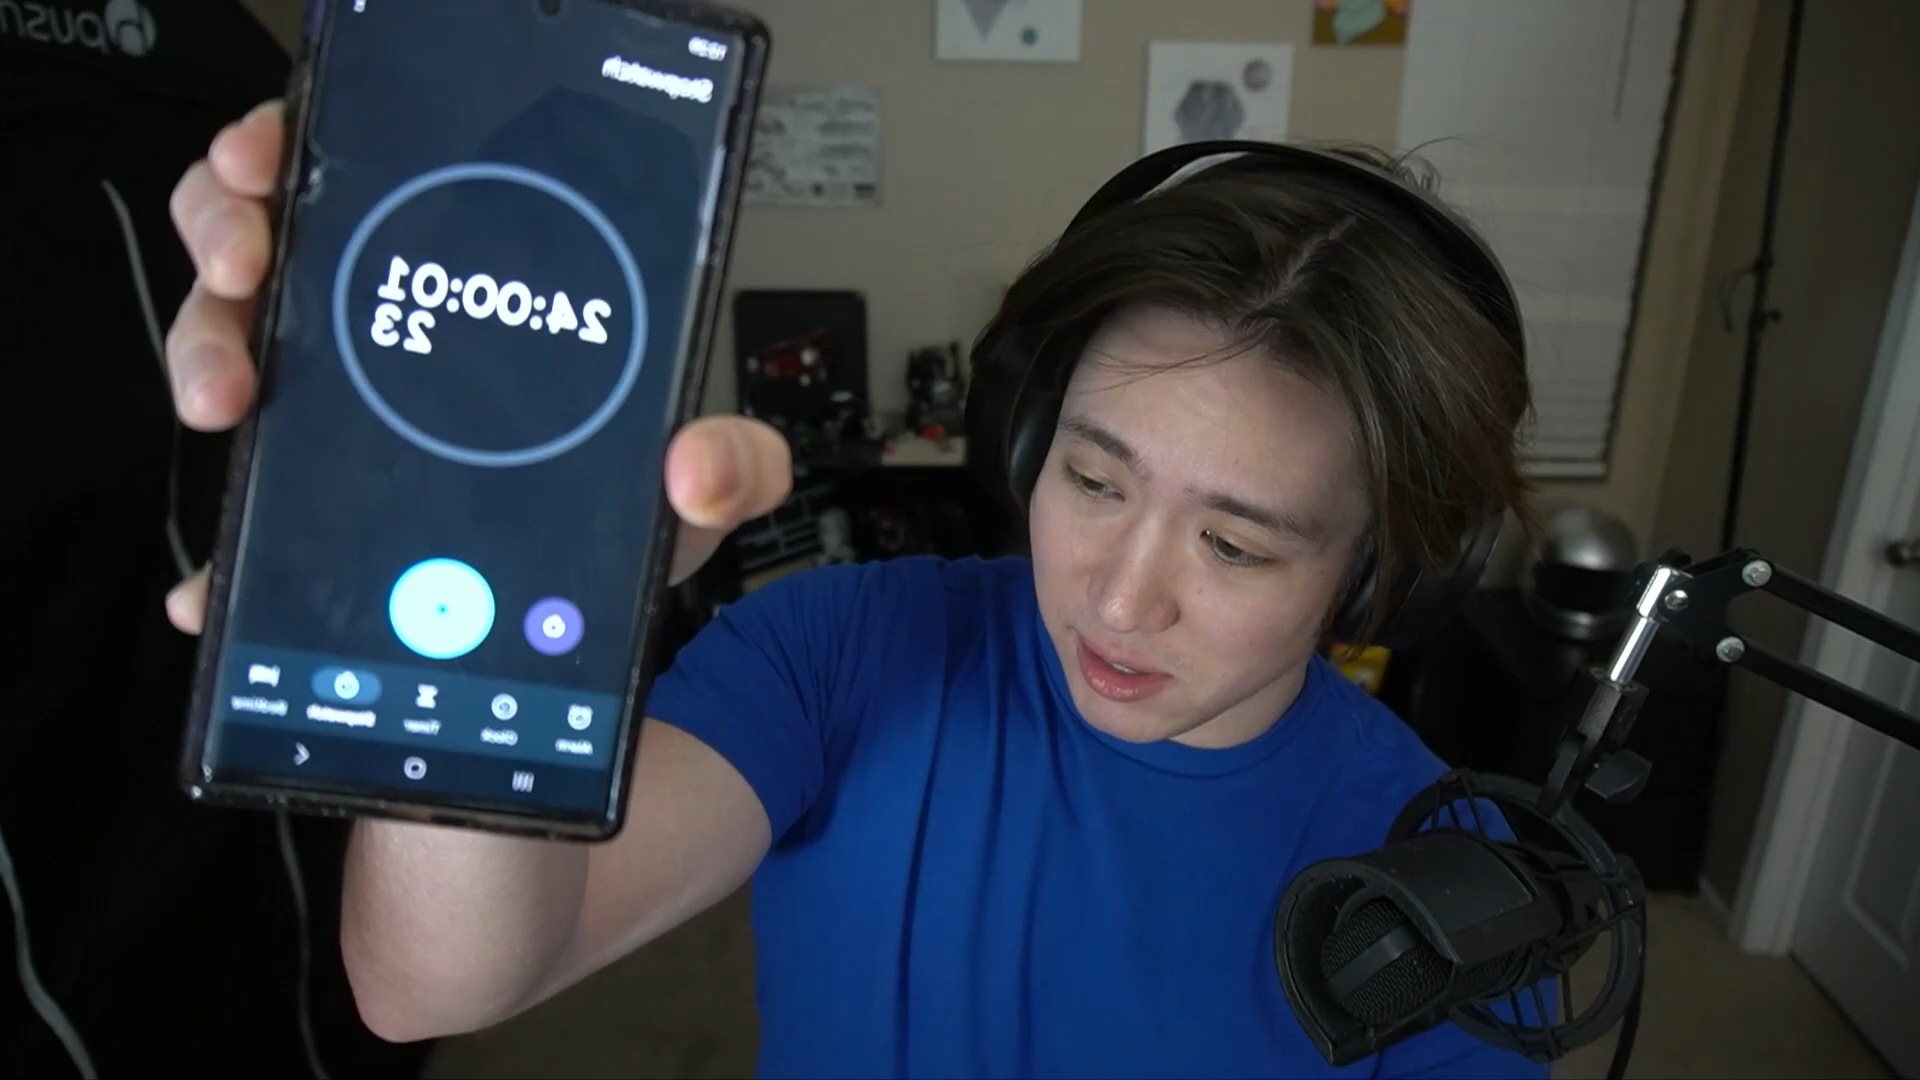 Stopwatch
24:00:01
23
Alarm
Clock
Timer
Stopwatch
Bedtime